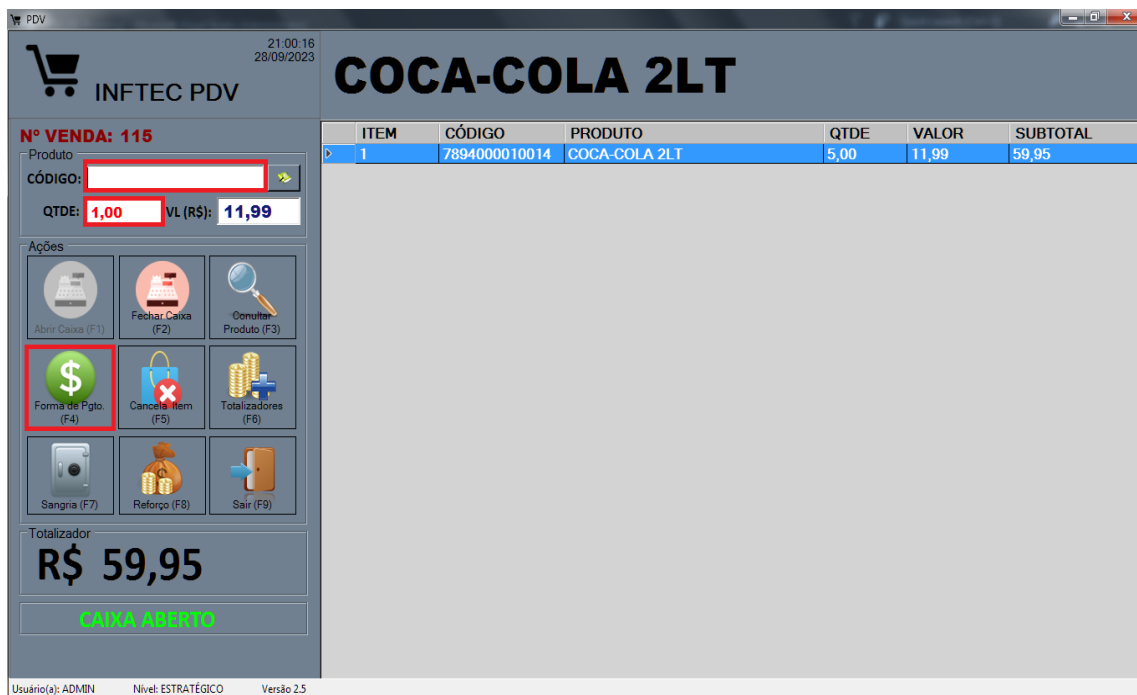 PDV
21:00:16
28/09/2023
INFTEC PDV
COCA-COLA 2LT
Nº VENDA: 115
Produto
CÓDIGO:
QTDE: 1,00 VL (R$): 11,99
Ações
Abrir Caixa (F1)
Fechar Caixa
(F2)
Conultar
Produto (F3)
Forma de Pgto.
(F4)
Cancela Item
(F5)
Totalizadores
(F6)
Sangria (F7)
Reforço (F8)
Sair (F9)
Totalizador
R$ 59,95
CAIXA ABERTO
ITEM CÓDIGO PRODUTO QTDE VALOR SUBTOTAL
1 7894000010014 COCA-COLA 2LT 5,00 11,99 59,95
Usuário(a): ADMIN Nível: ESTRATÉGICO Versão 2.5